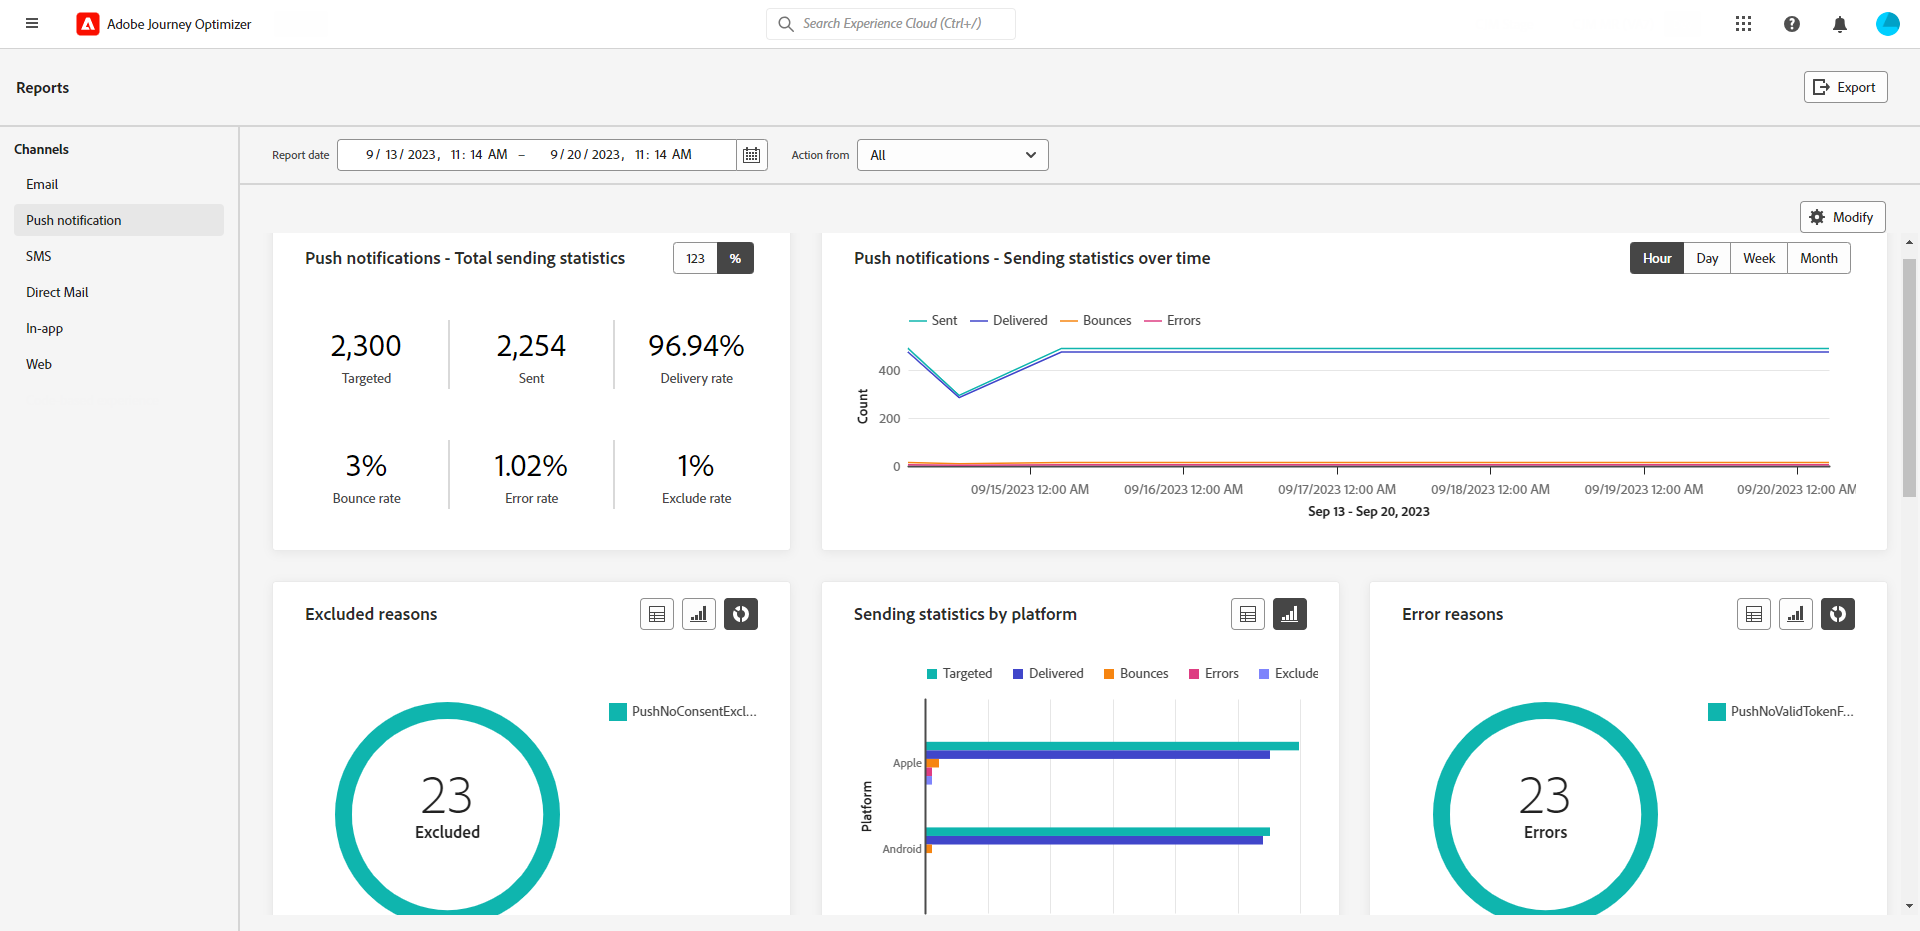 Adobe Journey Optimizer
Search Experience Cloud (Ctrl+/)
Reports
Export
Channels
Email
Push notification
SMS
Direct Mail
In-app
Web
Report date
9/ 13/ 2023, 11: 14 AM – 9/ 20/ 2023, 11: 14 AM
Action from
All
Modify
Push notifications - Total sending statistics
123 %
2,300
Targeted
2,254
Sent
96.94%
Delivery rate
3%
Bounce rate
1.02%
Error rate
1%
Exclude rate
Push notifications - Sending statistics over time
Hour Day Week Month
Sent Delivered Bounces Errors
Count
400
200
0
09/15/2023 12:00 AM 09/16/2023 12:00 AM 09/17/2023 12:00 AM 09/18/2023 12:00 AM 09/19/2023 12:00 AM 09/20/2023 12:00 AM
Sep 13 - Sep 20, 2023
Excluded reasons
PushNoConsentExcl...
23
Excluded
Sending statistics by platform
Targeted Delivered Bounces Errors Exclude
Platform
Apple
Android
Error reasons
PushNoValidTokenF...
23
Errors